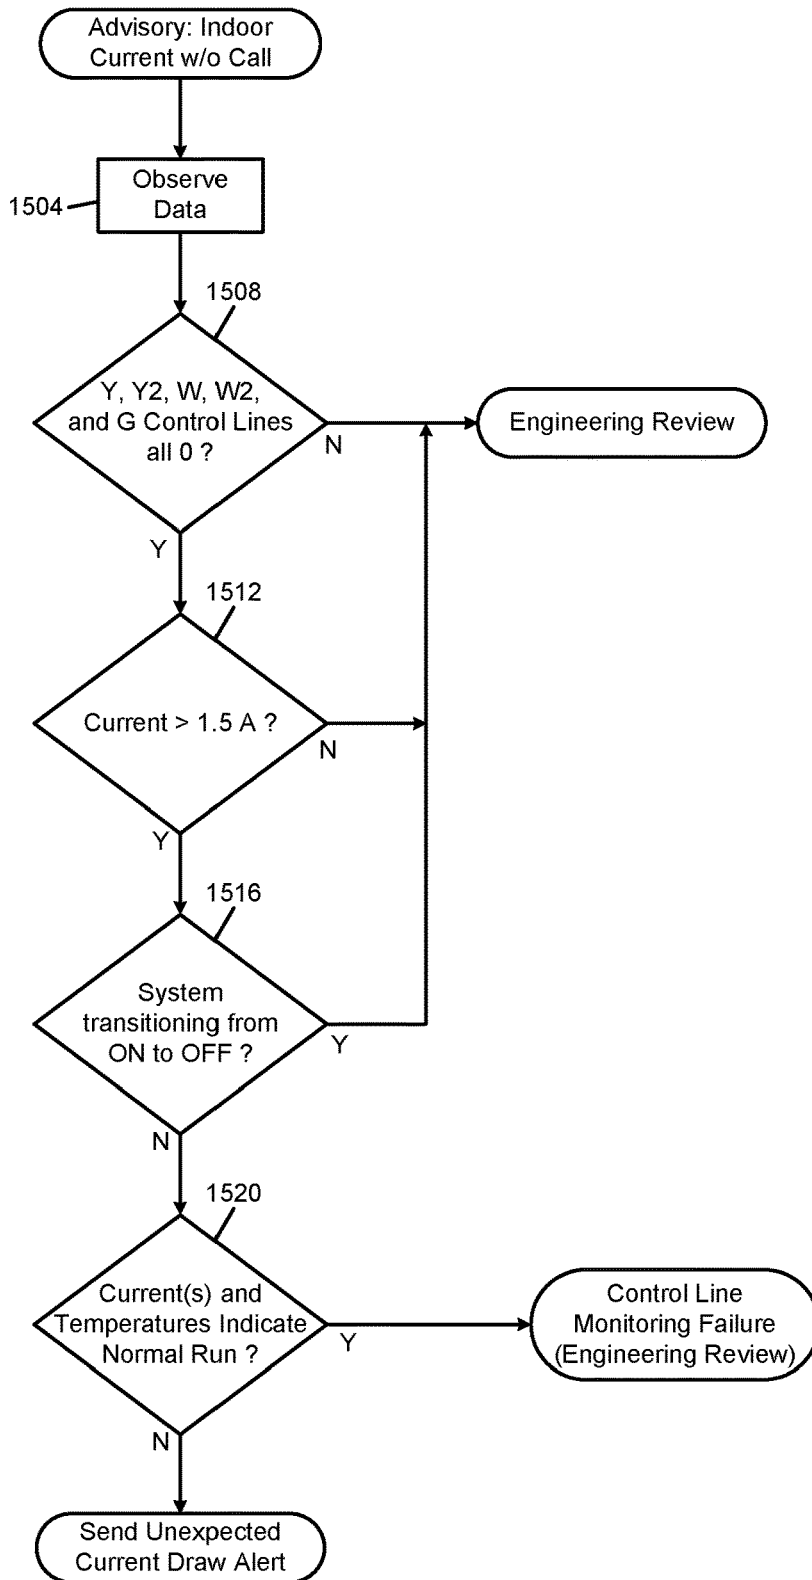 Advisory: Indoor
Current w/o Call
Observe
Data
1504
1508
Y, Y2, W, W2,
and G Control Lines
all 0 ?
N
Engineering Review
Y
1512
Current > 1.5 A ?
N
Y
1516
System
transitioning from
ON to OFF ?
Y
N
1520
Current(s) and
Temperatures Indicate
Normal Run ?
Y
Control Line
Monitoring Failure
(Engineering Review)
N
Send Unexpected
Current Draw Alert